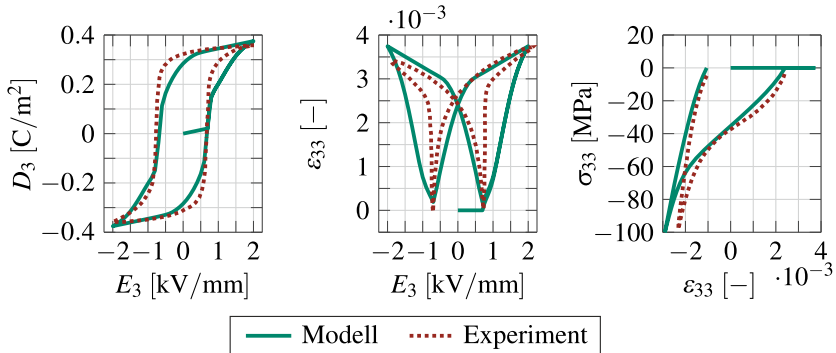 ·10⁻³
0.4
0.2
0
−0.2
−0.4
D₃ [C/m²]
−2 −1 0 1 2
E₃ [kV/mm]
4
3
2
1
0
ε₃₃ [−]
−2 −1 0 1 2
E₃ [kV/mm]
0
−20
−40
−60
−80
−100
σ₃₃ [MPa]
−2 0 2 4
ε₃₃ [−] ·10⁻³
Modell Experiment